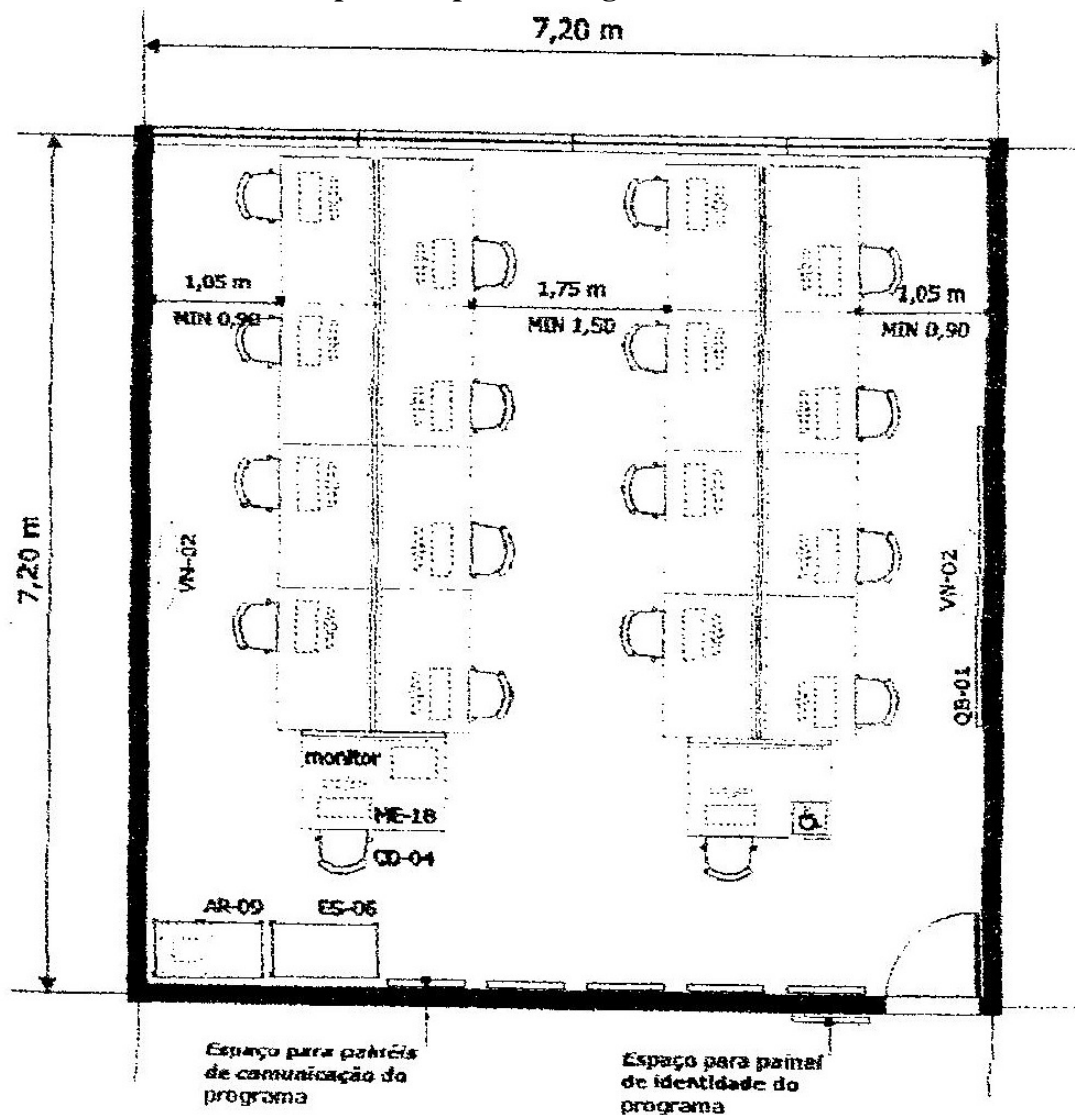 7,20 m
1,05 m
MIN 0,90
1,75 m
MIN 1,50
1,05 m
MIN 0,90
7,20 m
VN-02
VN-02
QB-01
monitor
ME-18
CD-04
AR-09
ES-06
Espaço para painéis
de comunicação do
programa
Espaço para painel
de identidade do
programa